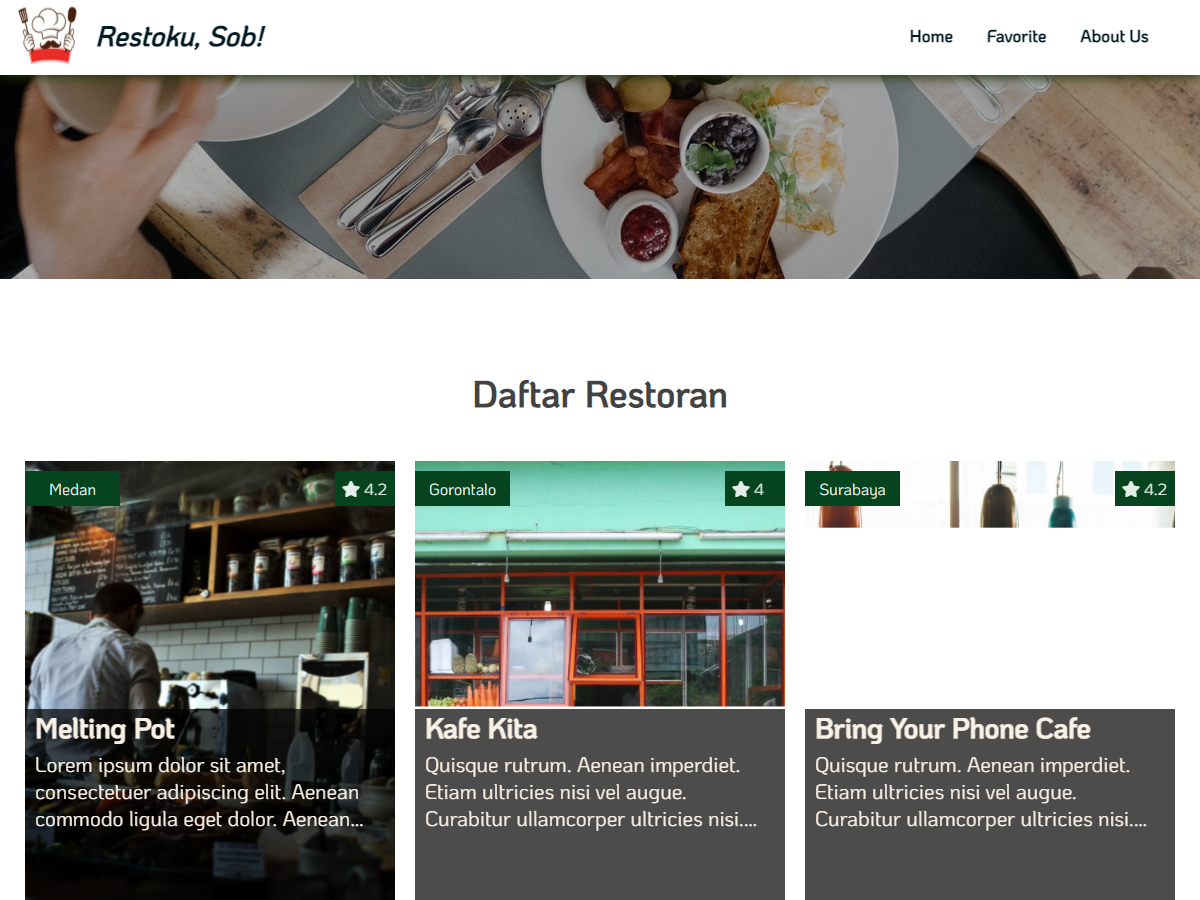 Restoku, Sob!
Home
Favorite
About Us
Daftar Restoran
Medan
4.2
Melting Pot
Lorem ipsum dolor sit amet,
consectetuer adipiscing elit. Aenean
commodo ligula eget dolor. Aenean...
Gorontalo
4
Kafe Kita
Quisque rutrum. Aenean imperdiet.
Etiam ultricies nisi vel augue.
Curabitur ullamcorper ultricies nisi....
Surabaya
4.2
Bring Your Phone Cafe
Quisque rutrum. Aenean imperdiet.
Etiam ultricies nisi vel augue.
Curabitur ullamcorper ultricies nisi....